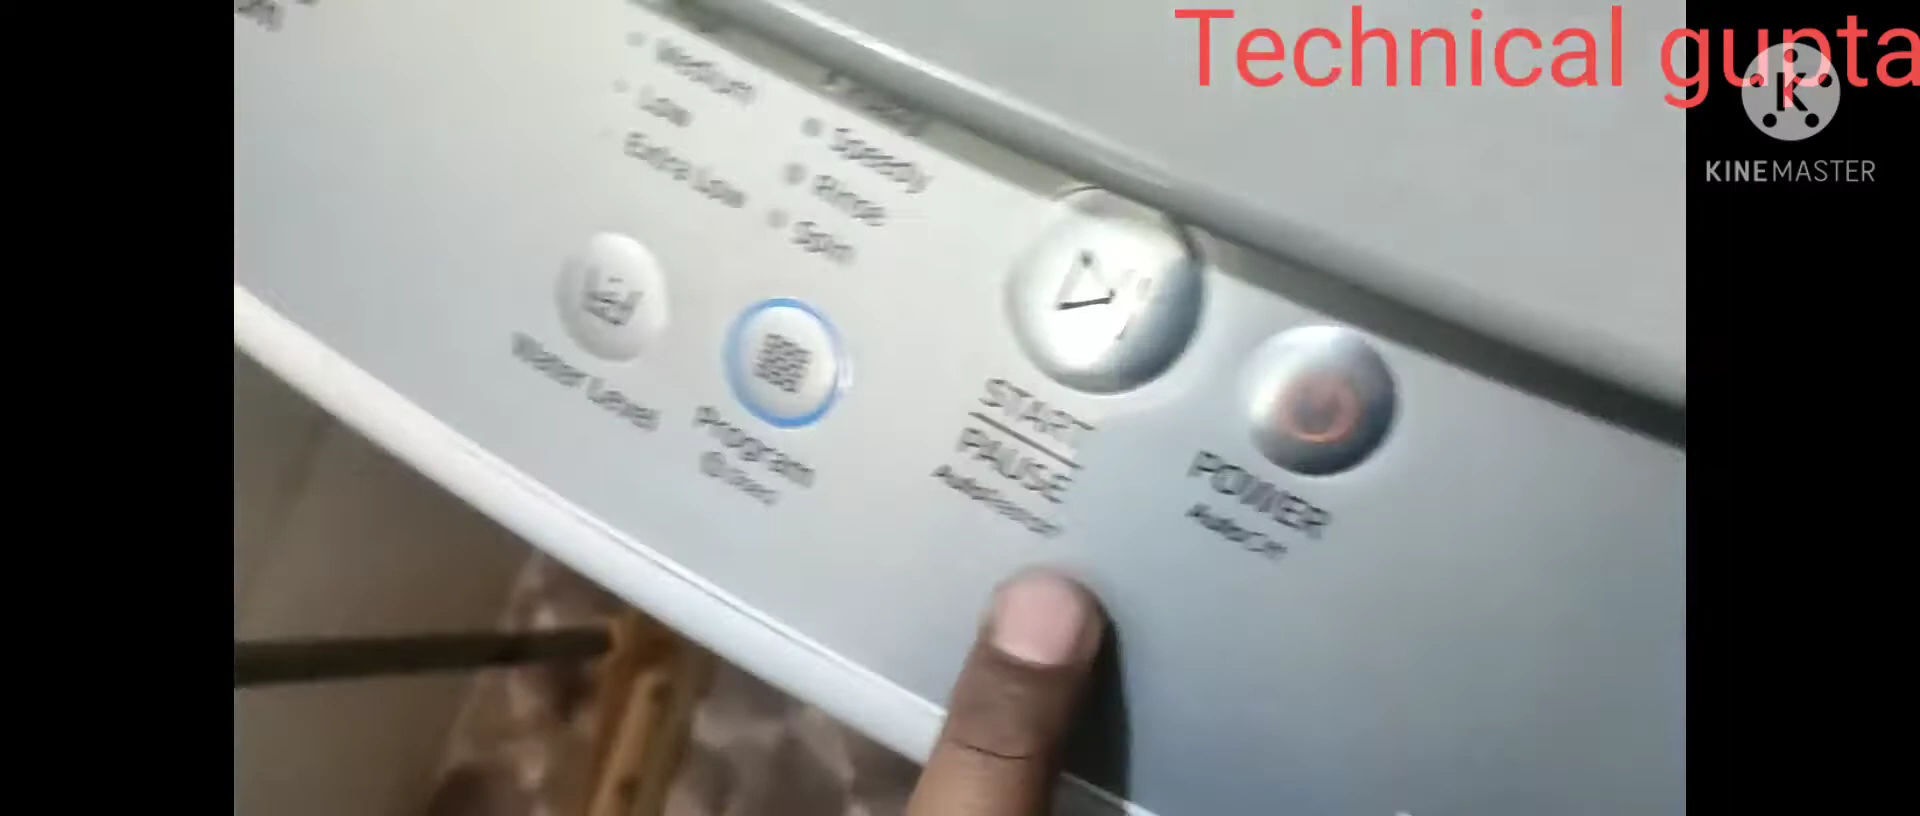 Technical gupta
KINEMASTER
Medium
Low
Extra Low
Speedy
Rinse
Spin
Water Level
Program
START
PAUSE
POWER